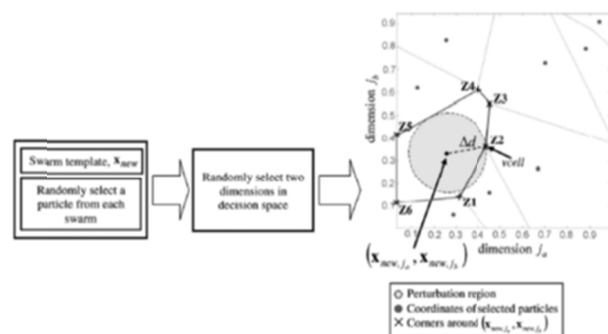 Swarm template, x_new
Randomly select a
particle from each
swarm
Randomly select two
dimensions in
decision space
dimension j_b
0.9
0.8
0.7
0.6
0.5
0.4
0.3
0.2
0.1
0 0.1 0.2 0.3 0.4 0.5 0.6 0.7 0.8 0.9
dimension j_a
Z4
Z3
Z5
Z2
Δd
vcell
Z1
Z6
(x_new,j_a, x_new,j_b)
Perturbation region
Coordinates of selected particles
Corners around (x_new,j_a, x_new,j_b)